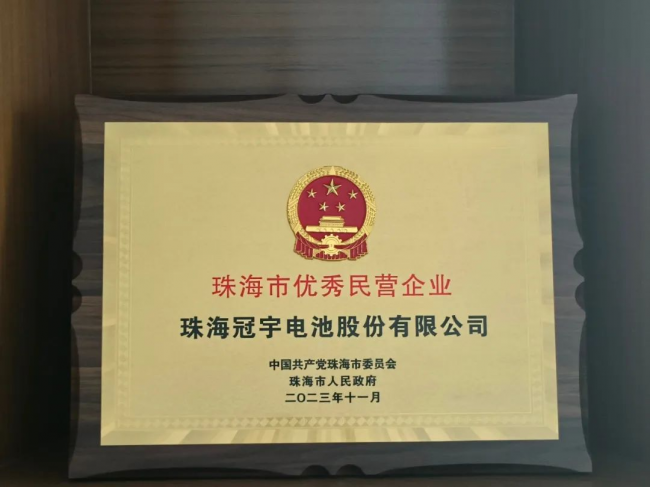 珠海市优秀民营企业
珠海冠宇电池股份有限公司
中国共产党珠海市委员会
珠海市人民政府
二〇二三年十一月